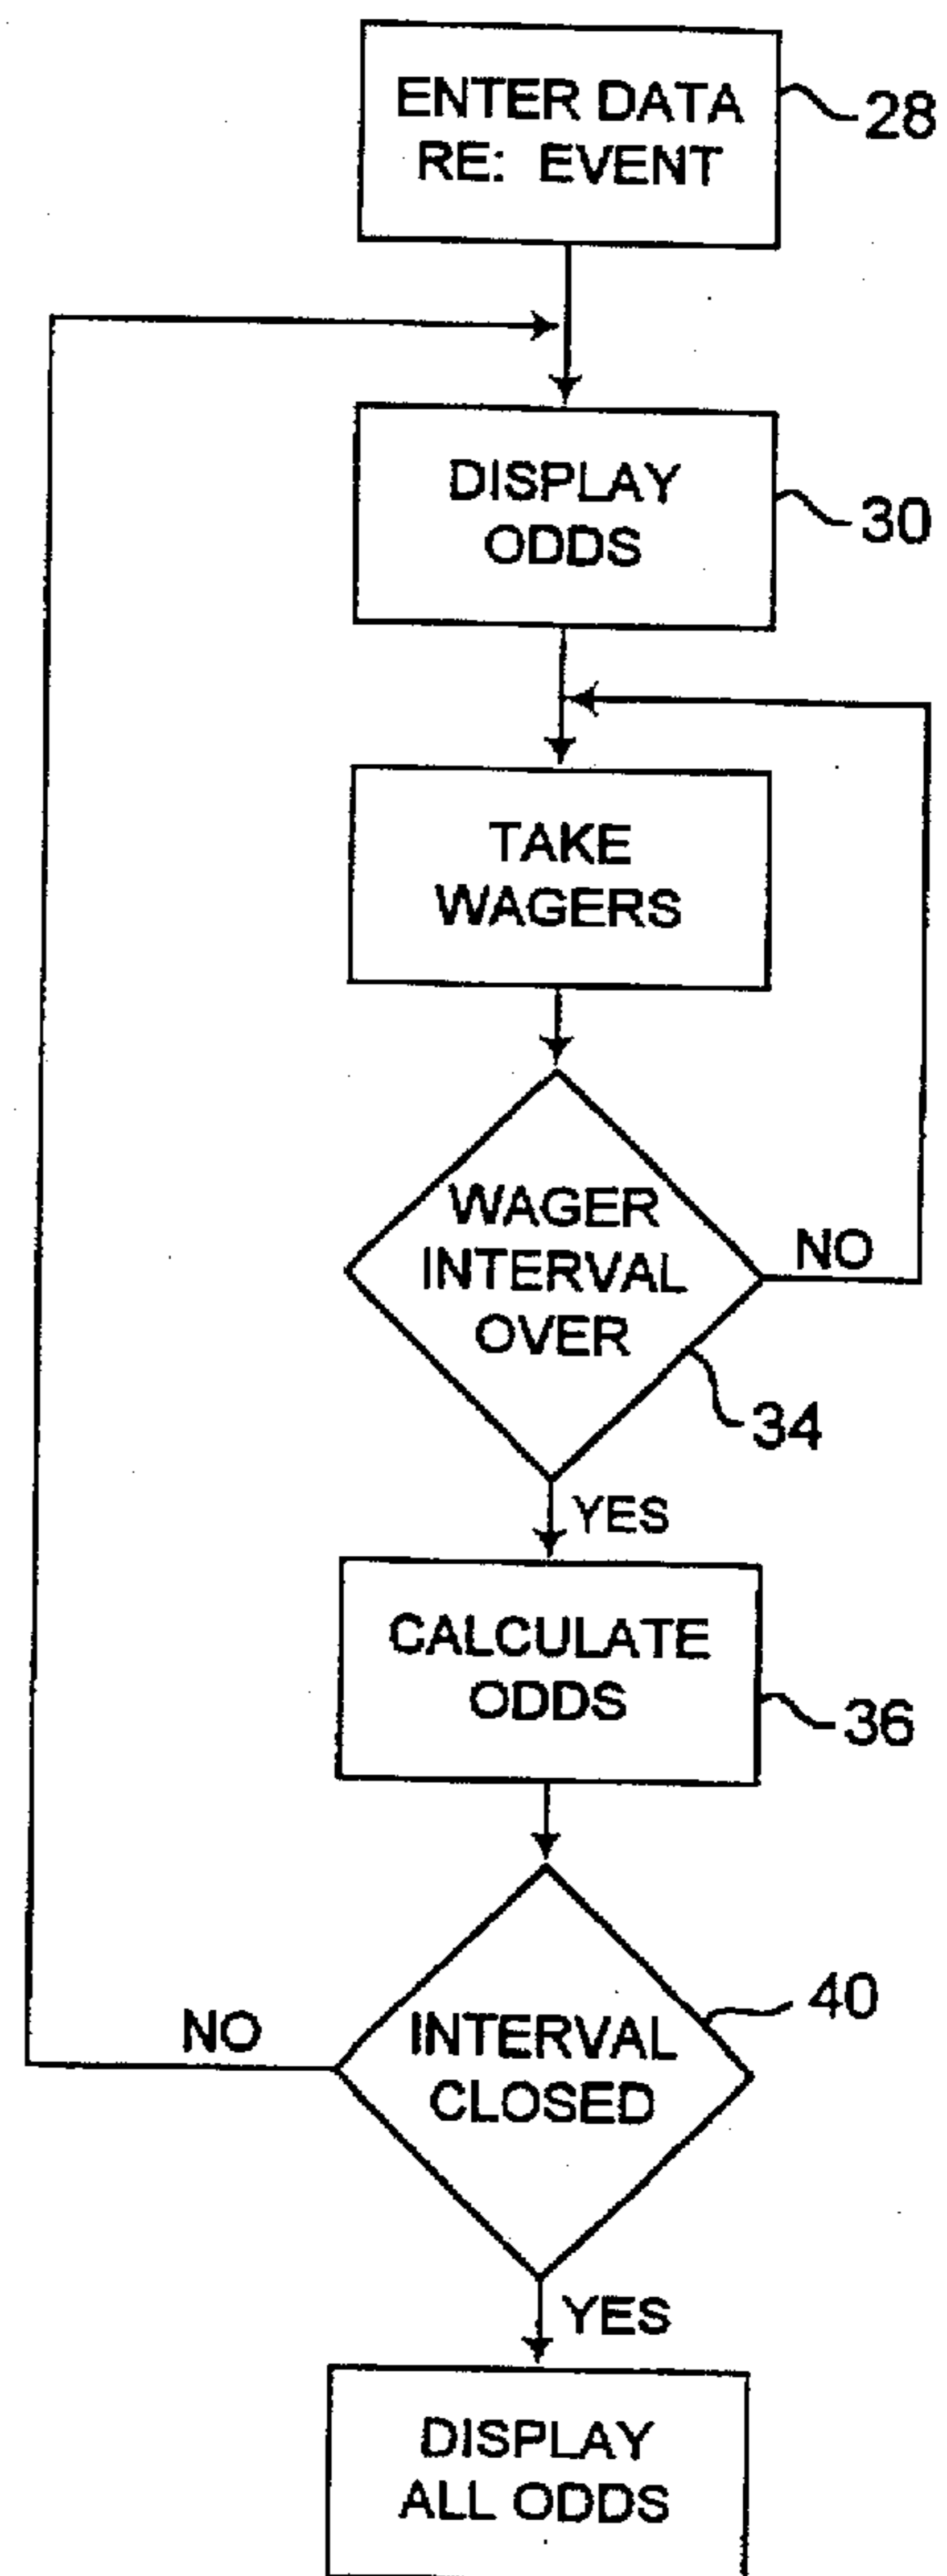 ENTER DATA
RE: EVENT
28
DISPLAY
ODDS
30
TAKE
WAGERS
WAGER
INTERVAL
OVER
NO
34
YES
CALCULATE
ODDS
36
INTERVAL
CLOSED
40
NO
YES
DISPLAY
ALL ODDS